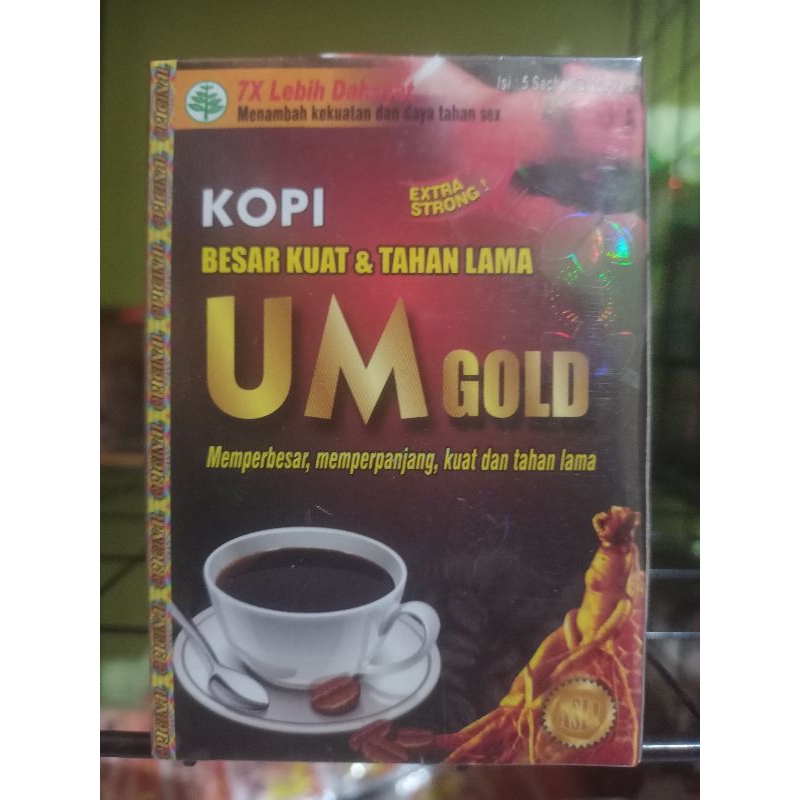 7X Lebih Dahsyat
Isi : 5 Sachet
Menambah kekuatan dan daya tahan sex
KOPI
EXTRA
STRONG !
BESAR KUAT & TAHAN LAMA
UM GOLD
Memperbesar, memperpanjang, kuat dan tahan lama
ASLI